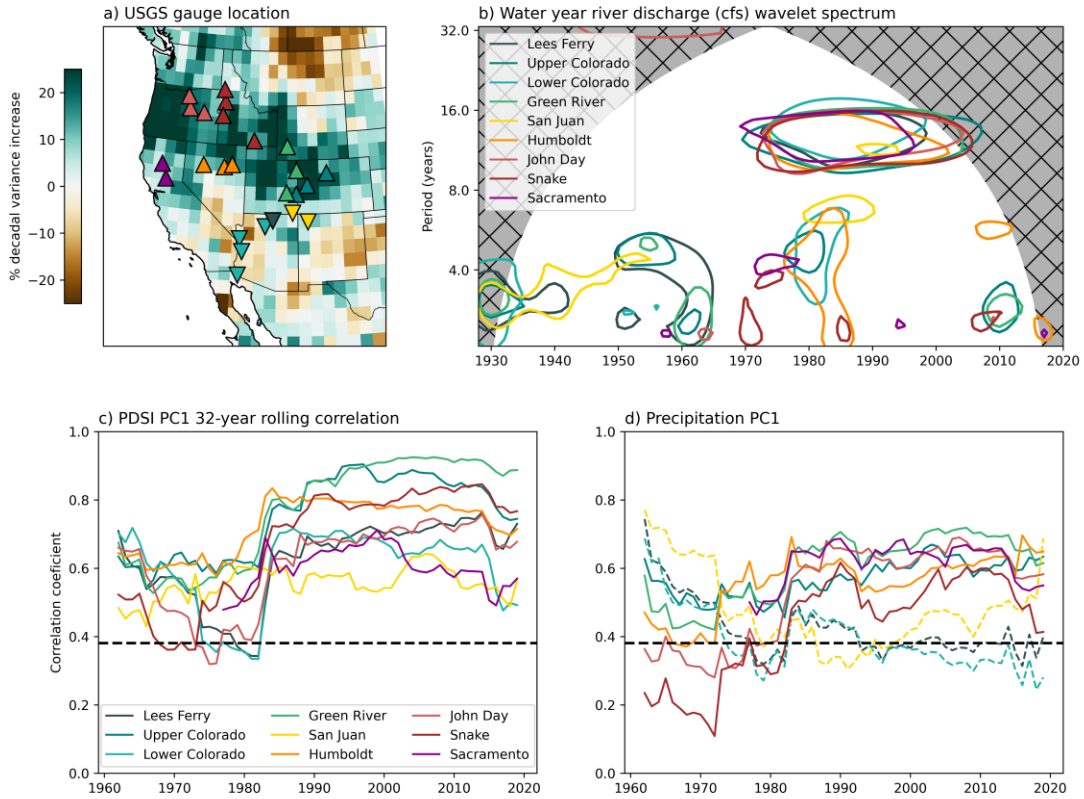 a) USGS gauge location
b) Water year river discharge (cfs) wavelet spectrum
% decadal variance increase
20
10
0
−10
−20
Period (years)
32.0
16.0
8.0
4.0
Lees Ferry
Upper Colorado
Lower Colorado
Green River
San Juan
Humboldt
John Day
Snake
Sacramento
1930 1940 1950 1960 1970 1980 1990 2000 2010 2020
c) PDSI PC1 32-year rolling correlation
Correlation coeficient
1.0
0.8
0.6
0.4
0.2
0.0
Lees Ferry Green River John Day
Upper Colorado San Juan Snake
Lower Colorado Humboldt Sacramento
1960 1970 1980 1990 2000 2010 2020
d) Precipitation PC1
1.0
0.8
0.6
0.4
0.2
0.0
1960 1970 1980 1990 2000 2010 2020